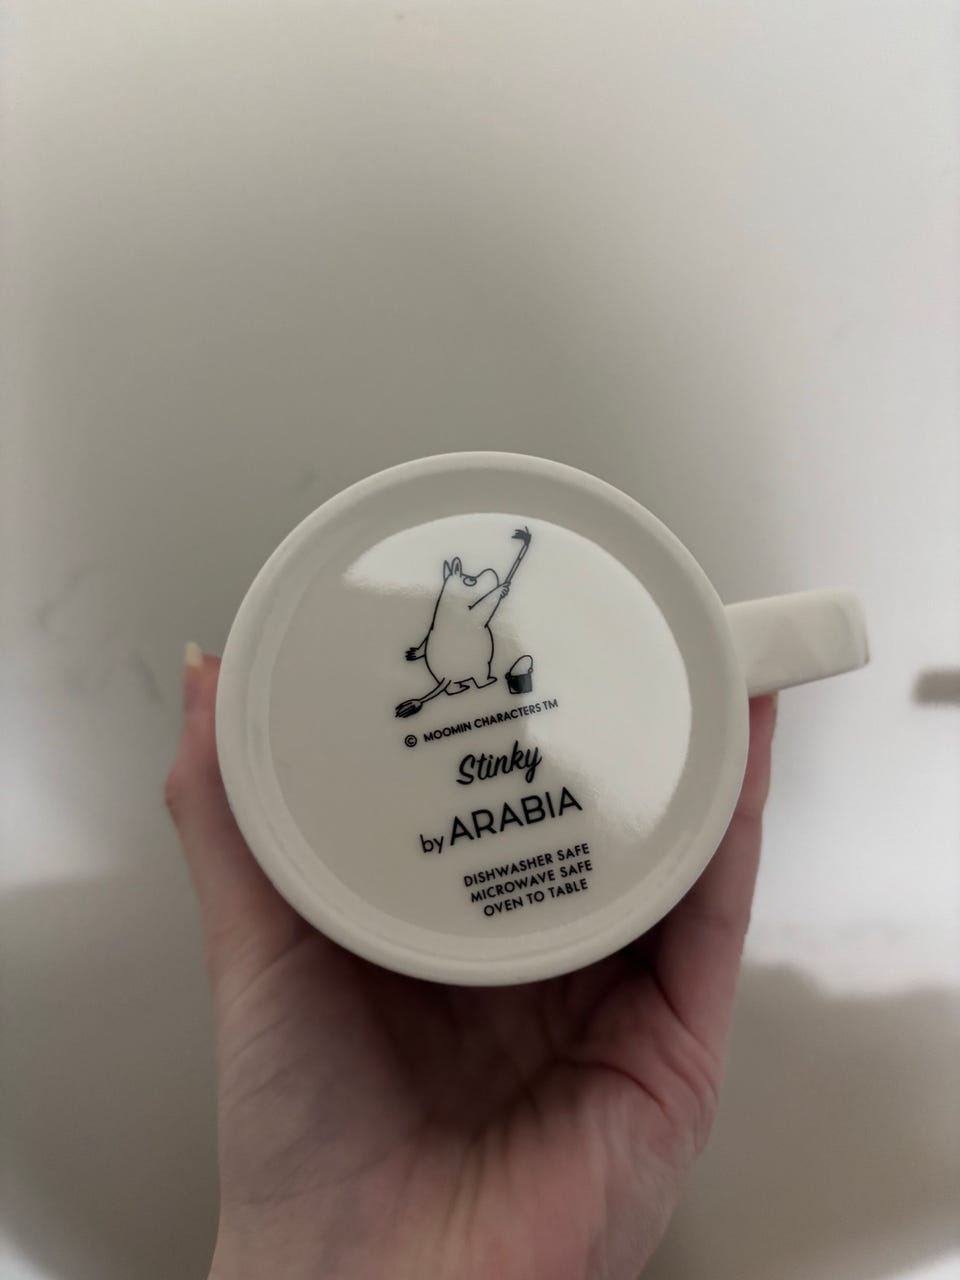 © MOOMIN CHARACTERS TM
Stinky
by ARABIA
DISHWASHER SAFE
MICROWAVE SAFE
OVEN TO TABLE